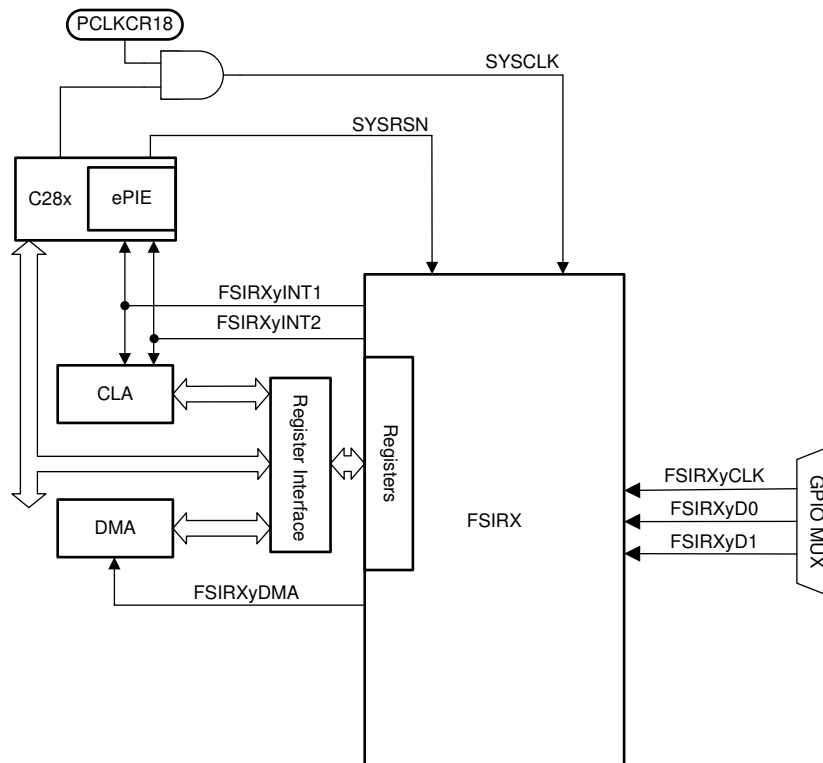 PCLKCR18
SYSCLK
SYSRSN
C28x
ePIE
FSIRXyINT1
FSIRXyINT2
CLA
Register Interface
Registers
FSIRXyCLK
FSIRXyD0
FSIRXyD1
GPIO MUX
FSIRX
DMA
FSIRXyDMA